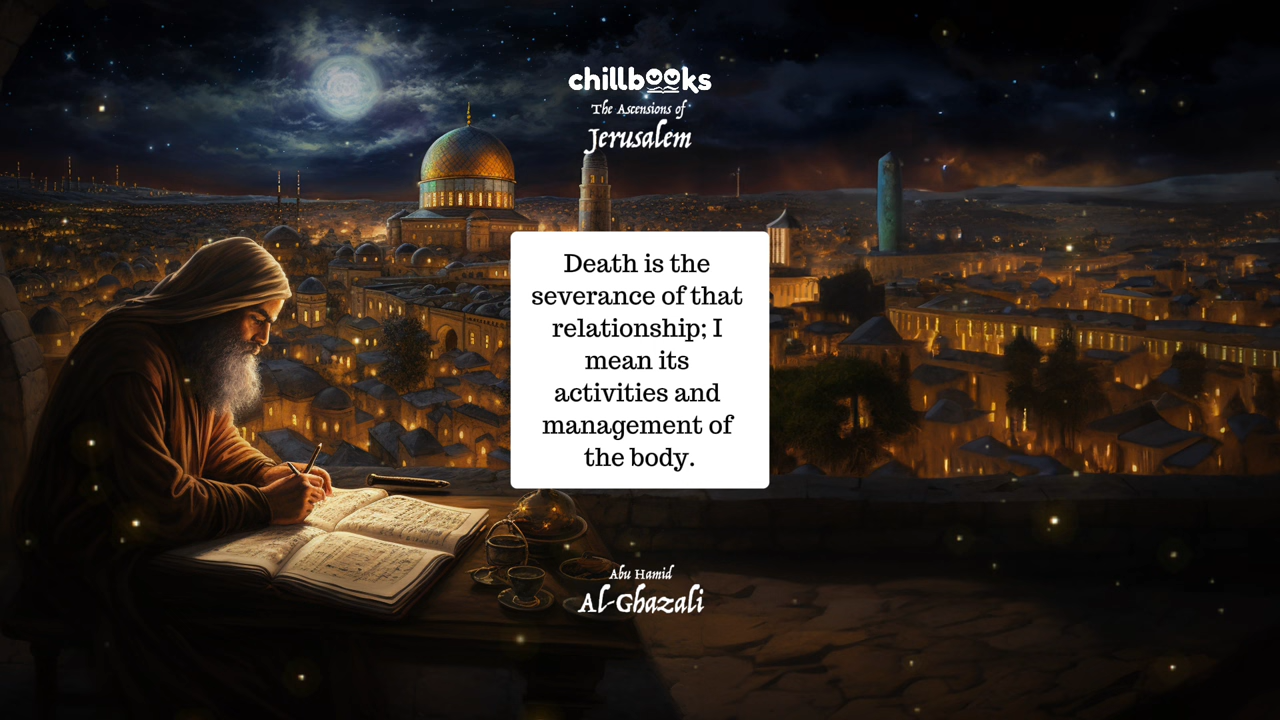 chillbooks
The Ascensions of
Jerusalem
Death is the
severance of that
relationship; I
mean its
activities and
management of
the body.
Abu Hamid
Al-Ghazali